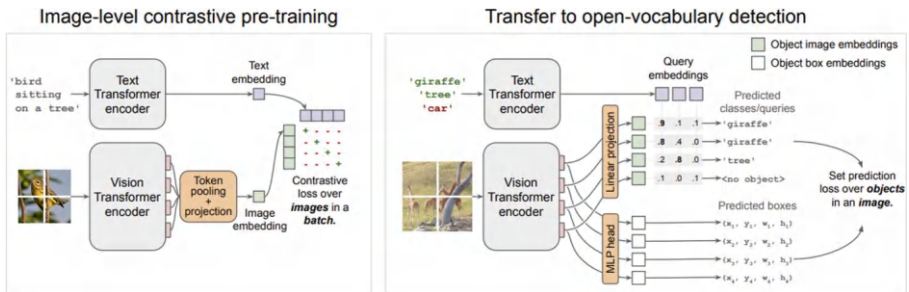 Image-level contrastive pre-training
'bird
sitting
on a tree'
Text
Transformer
encoder
Text
embedding
Vision
Transformer
encoder
Token
pooling
+
projection
Image
embedding
Contrastive
loss over
images in a
batch.
Transfer to open-vocabulary detection
Object image embeddings
Object box embeddings
'giraffe'
'tree'
'car'
Text
Transformer
encoder
Query
embeddings
Predicted
classes/queries
Vision
Transformer
encoder
Linear projection
.9 .1 .1 'giraffe'
.8 .4 .0 'giraffe'
.2 .8 .0 'tree'
.1 .0 .1 <no object>
Set prediction
loss over objects
in an image.
Predicted boxes
MLP head
(x₁, y₁, w₁, h₁)
(x₂, y₂, w₂, h₂)
(x₃, y₃, w₃, h₃)
(x₄, y₄, w₄, h₄)